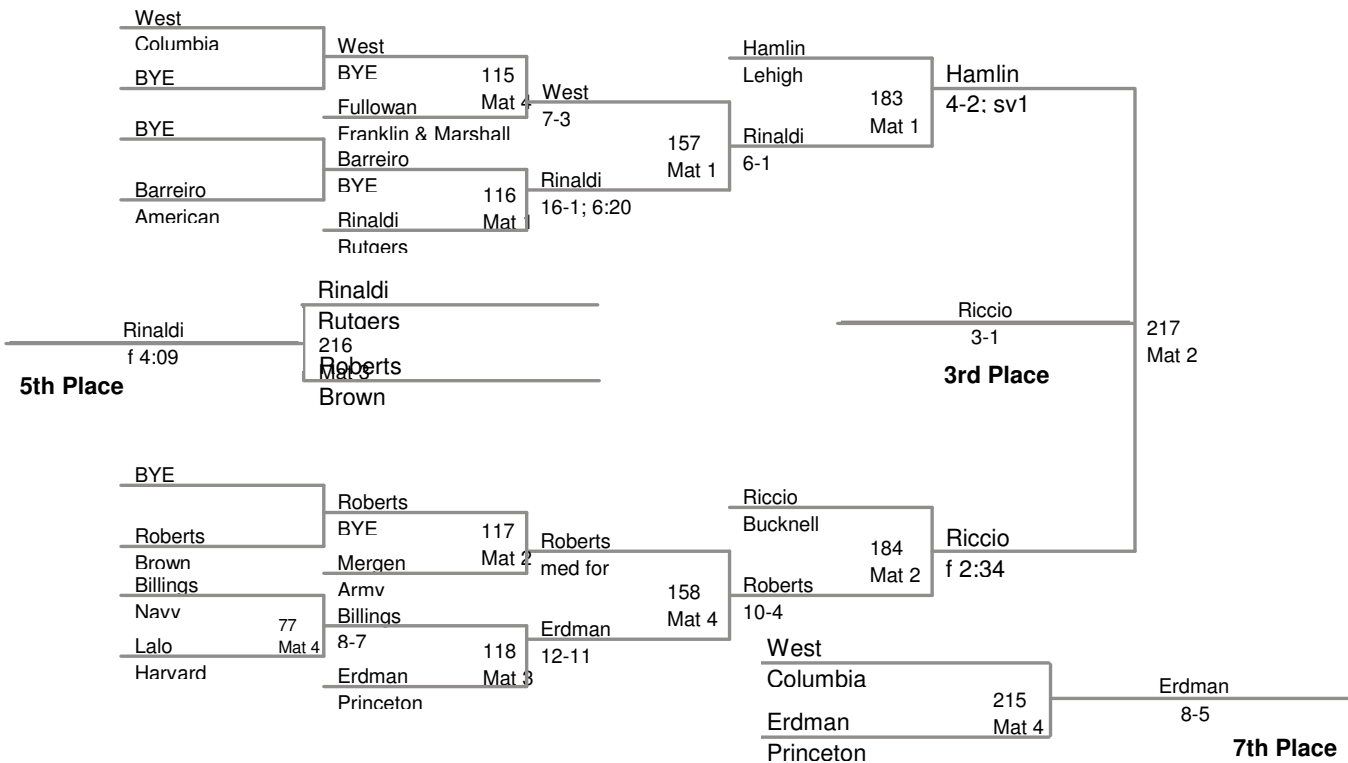 West
Columbia
BYE
BYE
Barreiro
American
West
BYE
115
Mat 4
Fullowan
Franklin & Marshall
Barreiro
BYE
116
Mat 1
Rinaldi
Rutgers
West
7-3
157
Mat 1
Rinaldi
16-1; 6:20
Hamlin
Lehigh
183
Mat 1
Rinaldi
6-1
Hamlin
4-2; sv1
Rinaldi
f 4:09
5th Place
Rinaldi
Rutgers
216
Mat 3
Roberts
Brown
Riccio
3-1
3rd Place
217
Mat 2
BYE
Roberts
Brown
Billings
Navy
77
Mat 4
Lalo
Harvard
Roberts
BYE
117
Mat 2
Mergen
Army
Billings
8-7
118
Mat 3
Erdman
Princeton
Roberts
med for
158
Mat 4
Erdman
12-11
Riccio
Bucknell
184
Mat 2
Roberts
10-4
Riccio
f 2:34
West
Columbia
215
Mat 4
Erdman
Princeton
Erdman
8-5
7th Place